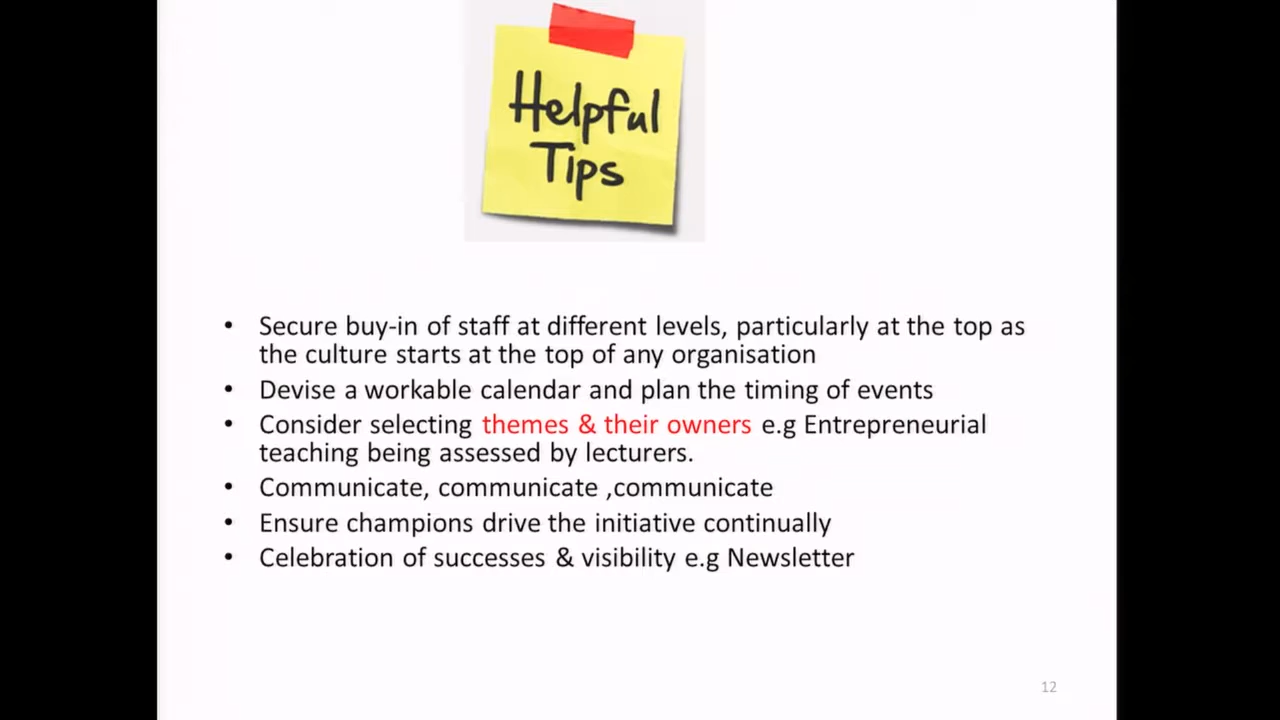 Helpful
Tips
• Secure buy-in of staff at different levels, particularly at the top as
the culture starts at the top of any organisation
• Devise a workable calendar and plan the timing of events
• Consider selecting themes & their owners e.g Entrepreneurial
teaching being assessed by lecturers.
• Communicate, communicate ,communicate
• Ensure champions drive the initiative continually
• Celebration of successes & visibility e.g Newsletter
12